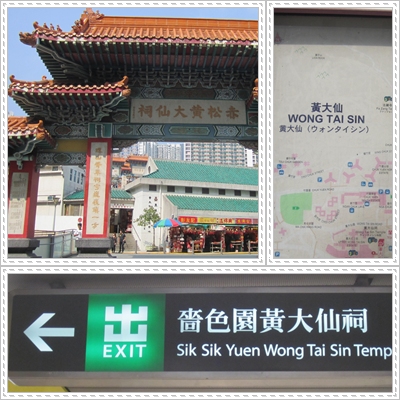 赤松黃大仙祠
黃大仙
WONG TAI SIN
黃大仙（ウォンタイシン）
出
EXIT
嗇色園黃大仙祠
Sik Sik Yuen Wong Tai Sin Temp